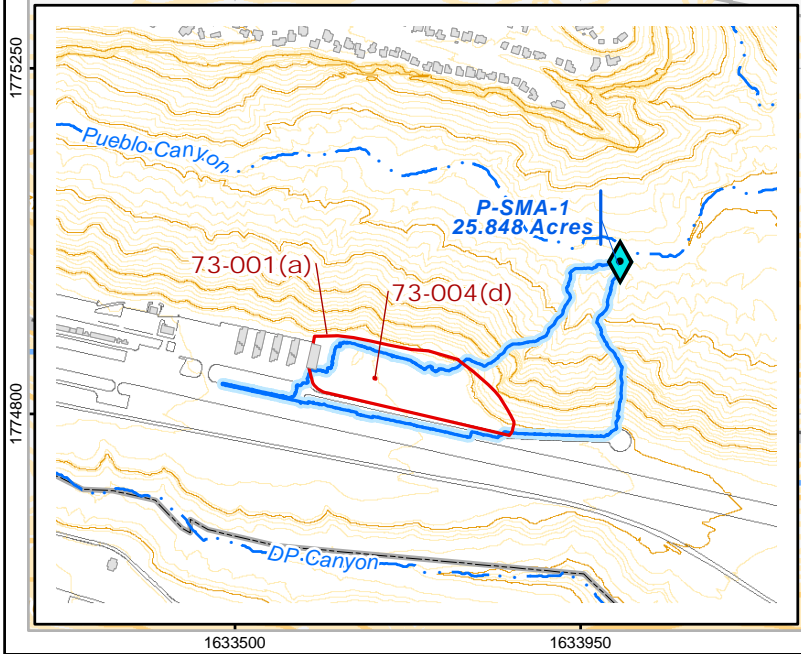 1775250
Pueblo Canyon
P-SMA-1
25.848 Acres
73-001(a)
73-004(d)
1774800
DP Canyon
1633500
1633950